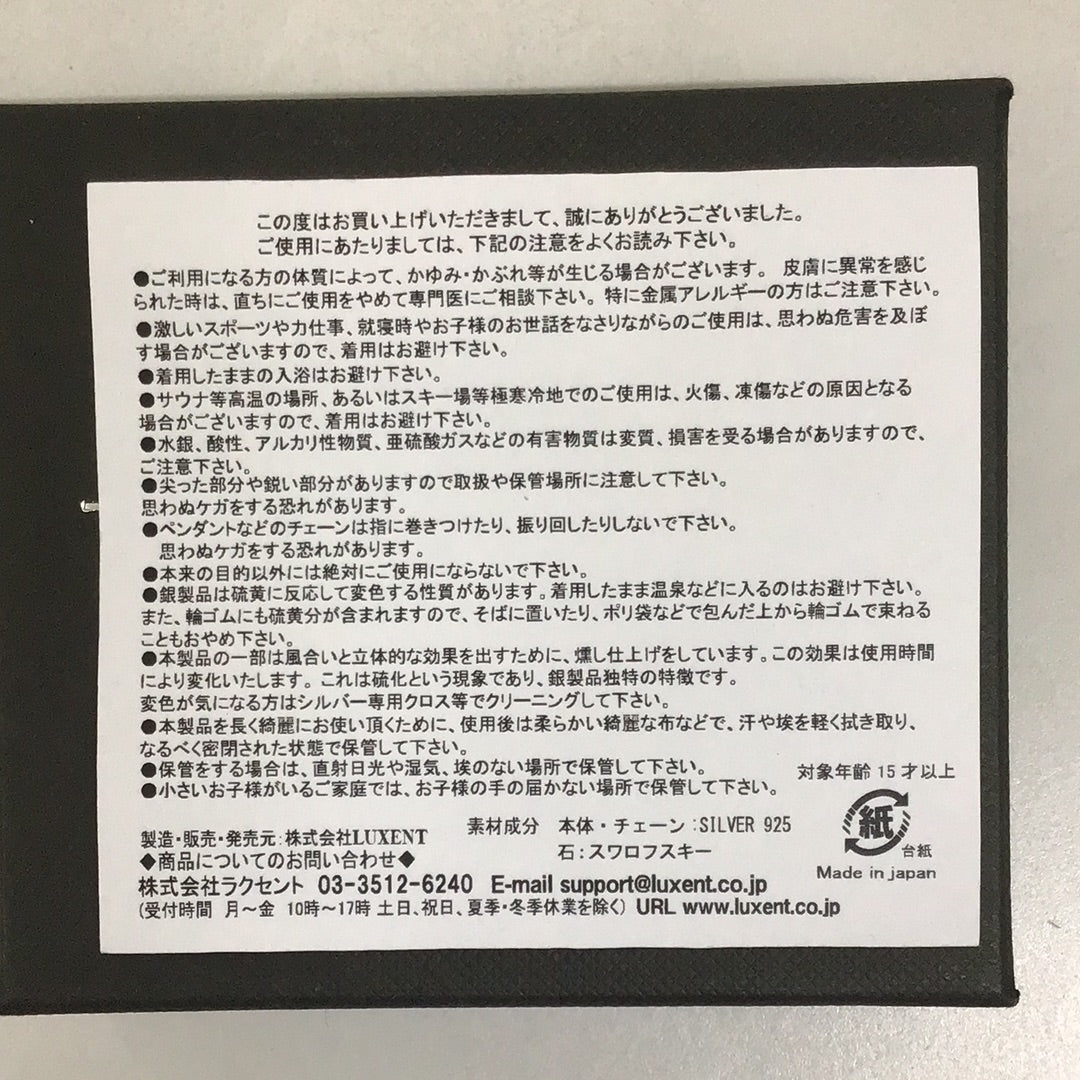 この度はお買い上げいただきまして、誠にありがとうございました。
ご使用にあたりましては、下記の注意をよくお読み下さい。
●ご利用になる方の体質によって、かゆみ・かぶれ等が生じる場合がございます。 皮膚に異常を感じ
られた時は、直ちにご使用をやめて専門医にご相談下さい。 特に金属アレルギーの方はご注意下さい。
●激しいスポーツや力仕事、就寝時やお子様のお世話をなさりながらのご使用は、思わぬ危害を及ぼ
す場合がございますので、着用はお避け下さい。
●着用したままの入浴はお避け下さい。
●サウナ等高温の場所、あるいはスキー場等極寒冷地でのご使用は、火傷、凍傷などの原因となる
場合がございますので、着用はお避け下さい。
●水銀、酸性、アルカリ性物質、亜硫酸ガスなどの有害物質は変質、損害を受る場合がありますので、
ご注意下さい。
●尖った部分や鋭い部分がありますので取扱や保管場所に注意して下さい。
思わぬケガをする恐れがあります。
●ペンダントなどのチェーンは指に巻きつけたり、振り回したりしないで下さい。
思わぬケガをする恐れがあります。
●本来の目的以外には絶対にご使用にならないで下さい。
●銀製品は硫黄に反応して変色する性質があります。着用したまま温泉などに入るのはお避け下さい。
また、輪ゴムにも硫黄分が含まれますので、そばに置いたり、ポリ袋などで包んだ上から輪ゴムで束ねる
こともおやめ下さい。
●本製品の一部は風合いと立体的な効果を出すために、燻し仕上げをしています。この効果は使用時間
により変化いたします。 これは硫化という現象であり、銀製品独特の特徴です。
変色が気になる方はシルバー専用クロス等でクリーニングして下さい。
●本製品を長く綺麗にお使い頂くために、使用後は柔らかい綺麗な布などで、汗や埃を軽く拭き取り、
なるべく密閉された状態で保管して下さい。
●保管をする場合は、直射日光や湿気、埃のない場所で保管して下さい。
●小さいお子様がいるご家庭では、お子様の手の届かない場所で保管して下さい。
対象年齢 15才以上
製造・販売・発売元：株式会社LUXENT
素材成分 本体・チェーン：SILVER 925
石：スワロフスキー
紙
台紙
Made in japan
◆商品についてのお問い合わせ◆
株式会社ラクセント 03-3512-6240 E-mail support@luxent.co.jp
(受付時間 月～金 10時～17時 土日、祝日、夏季・冬季休業を除く) URL www.luxent.co.jp